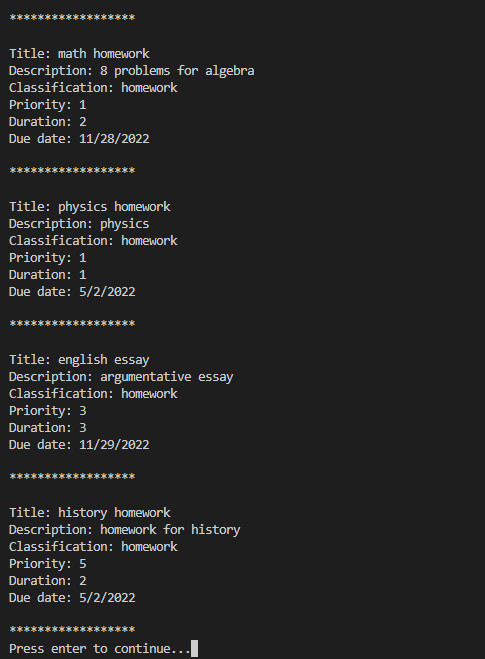 ******************
Title: math homework
Description: 8 problems for algebra
Classification: homework
Priority: 1
Duration: 2
Due date: 11/28/2022
******************
Title: physics homework
Description: physics
Classification: homework
Priority: 1
Duration: 1
Due date: 5/2/2022
******************
Title: english essay
Description: argumentative essay
Classification: homework
Priority: 3
Duration: 3
Due date: 11/29/2022
******************
Title: history homework
Description: homework for history
Classification: homework
Priority: 5
Duration: 2
Due date: 5/2/2022
******************
Press enter to continue...